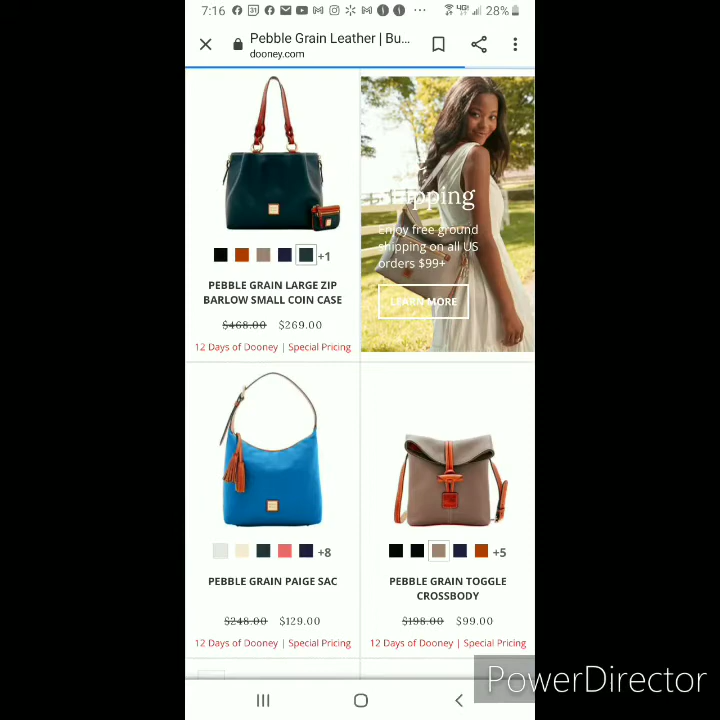 7:16
28%
Pebble Grain Leather | Bu...
dooney.com
+1
PEBBLE GRAIN LARGE ZIP
BARLOW SMALL COIN CASE
$468.00 $269.00
12 Days of Dooney | Special Pricing
Shipping
Enjoy free ground
shipping on all US
orders $99+
LEARN MORE
+8
PEBBLE GRAIN PAIGE SAC
$248.00 $129.00
12 Days of Dooney | Special Pricing
+5
PEBBLE GRAIN TOGGLE
CROSSBODY
$198.00 $99.00
12 Days of Dooney | Special Pricing
PowerDirector